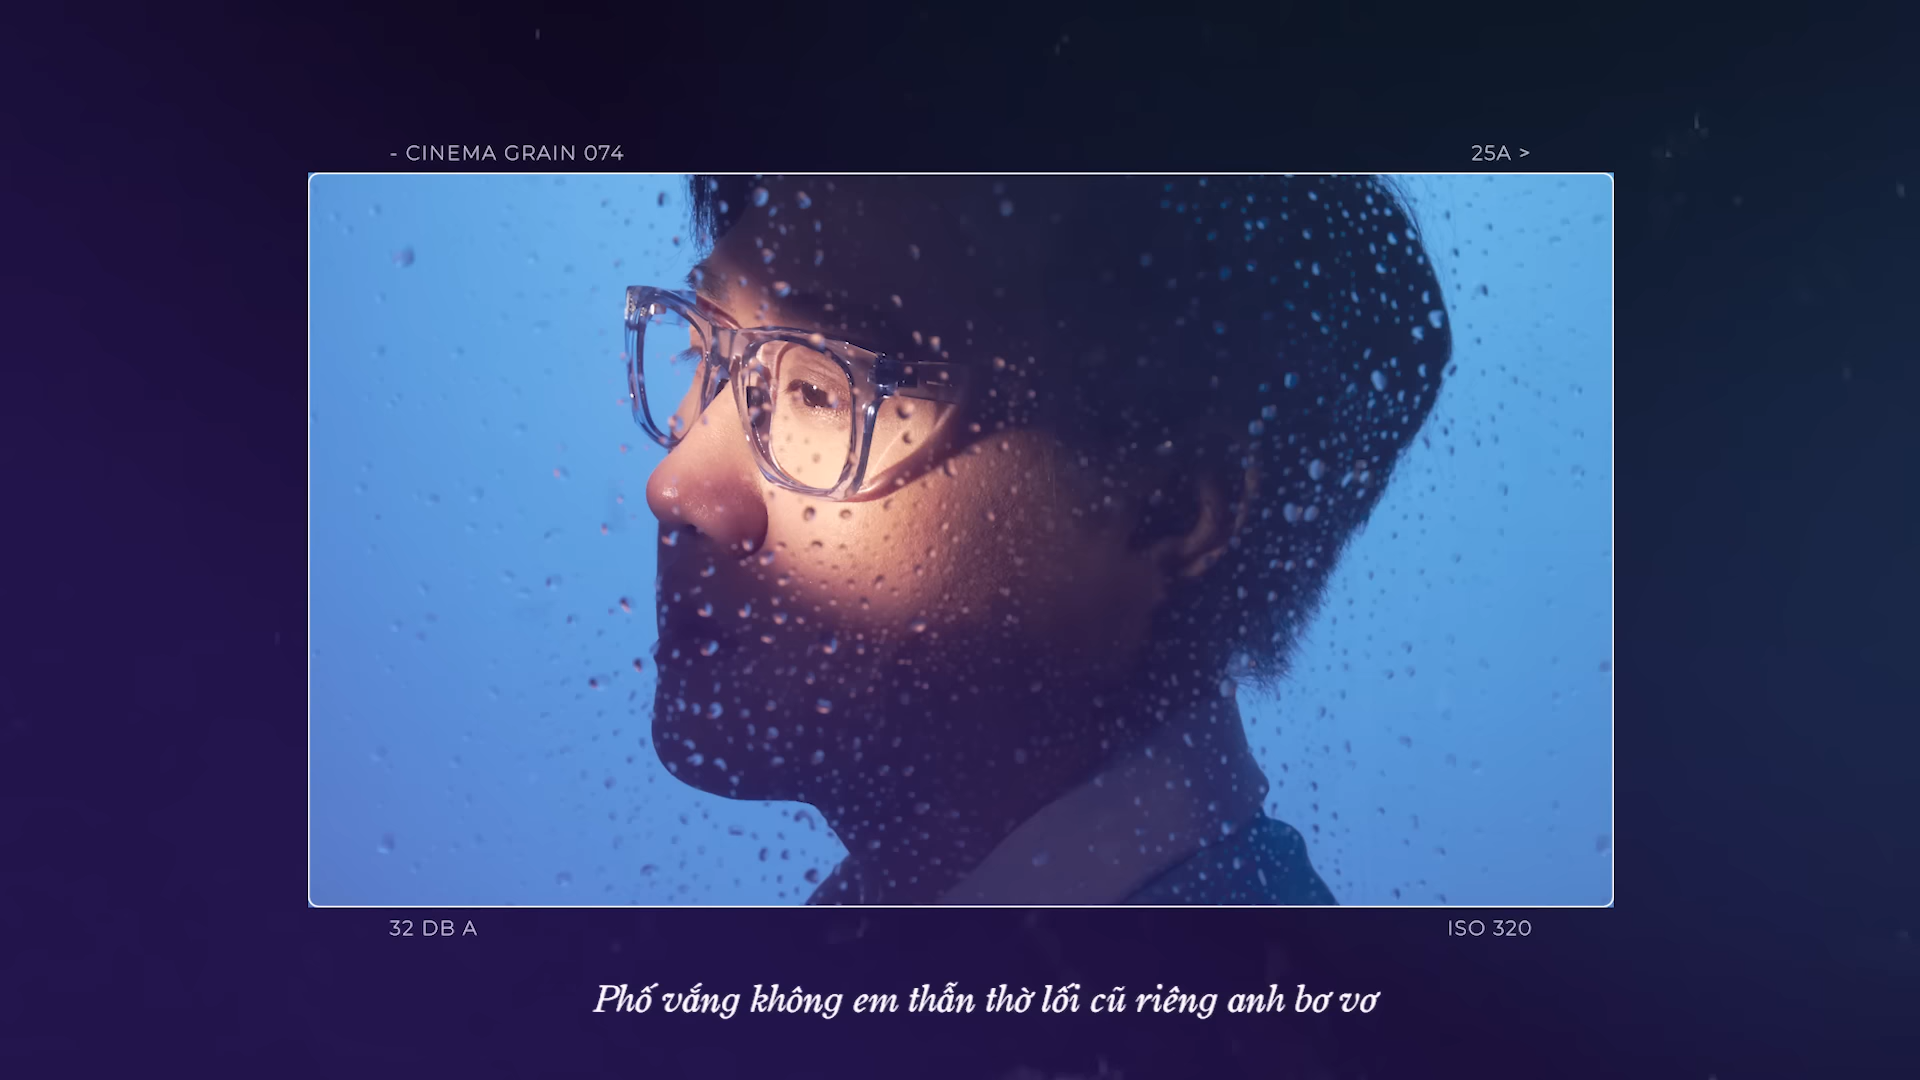 - CINEMA GRAIN 074
25A >
32 DB A
ISO 320
Phố vắng không em thẫn thờ lối cũ riêng anh bơ vơ